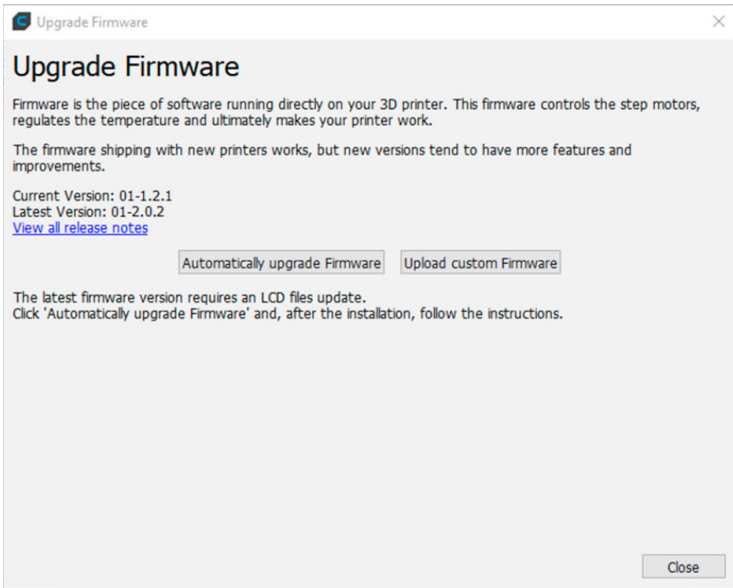 Upgrade Firmware
Upgrade Firmware
Firmware is the piece of software running directly on your 3D printer. This firmware controls the step motors,
regulates the temperature and ultimately makes your printer work.
The firmware shipping with new printers works, but new versions tend to have more features and
improvements.
Current Version: 01-1.2.1
Latest Version: 01-2.0.2
View all release notes
Automatically upgrade Firmware Upload custom Firmware
The latest firmware version requires an LCD files update.
Click 'Automatically upgrade Firmware' and, after the installation, follow the instructions.
Close